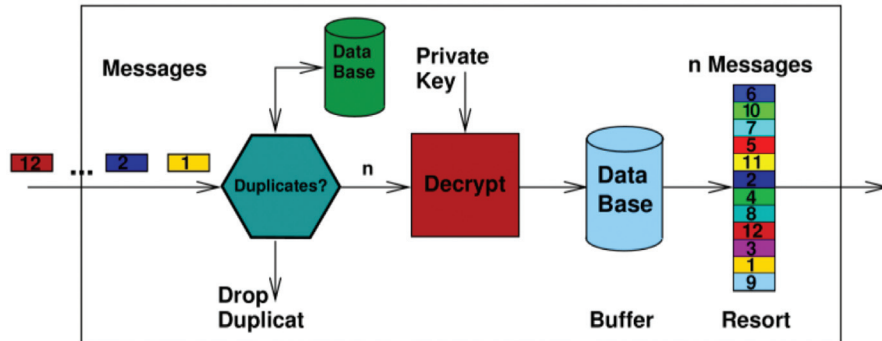 Messages
Data
Base
Private
Key
n Messages
12 ... 2 1
Duplicates?
n
Decrypt
Data
Base
6
10
7
5
11
2
4
8
12
3
1
9
Drop
Duplicat
Buffer
Resort